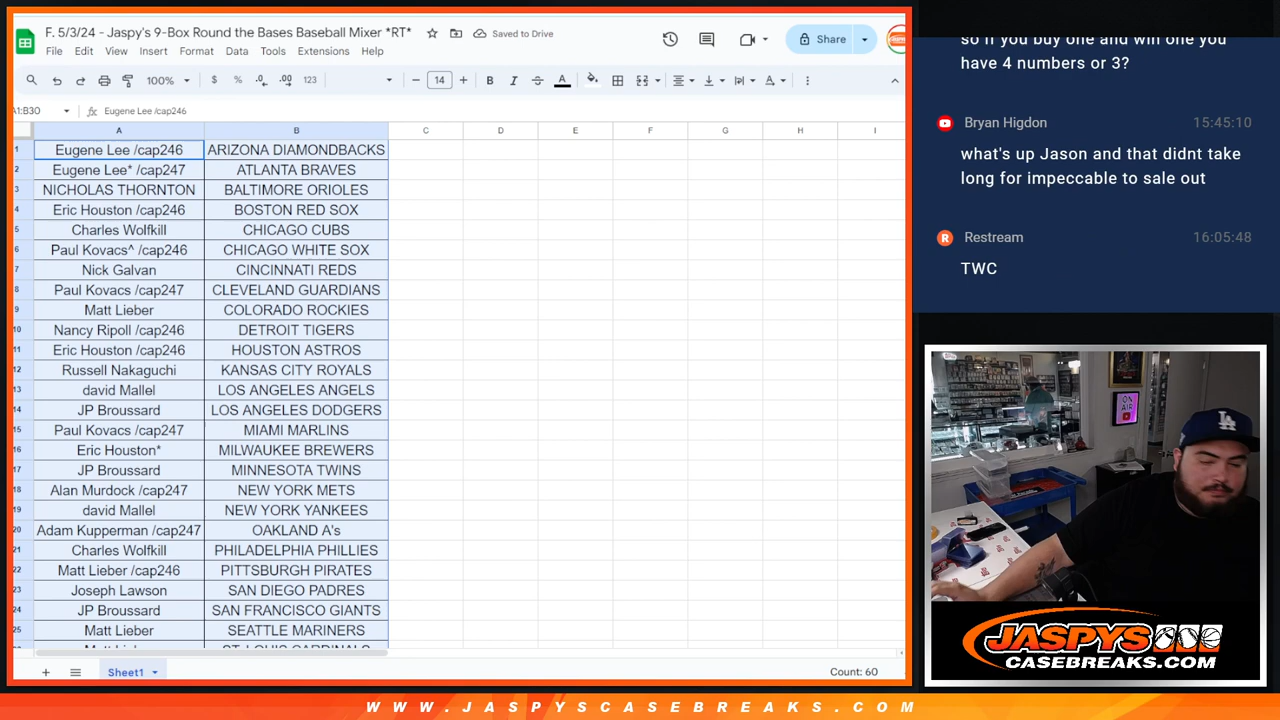 F. 5/3/24 - Jaspy's 9-Box Round the Bases Baseball Mixer *RT*
Saved to Drive
File Edit View Insert Format Data Tools Extensions Help
Share
100%
$ % .0 .00 123
14
B I A
A1:B30
Eugene Lee /cap246
A B C D E F G H I
1 Eugene Lee /cap246 ARIZONA DIAMONDBACKS
2 Eugene Lee* /cap247 ATLANTA BRAVES
3 NICHOLAS THORNTON BALTIMORE ORIOLES
4 Eric Houston /cap246 BOSTON RED SOX
5 Charles Wolfkill CHICAGO CUBS
6 Paul Kovacs^ /cap246 CHICAGO WHITE SOX
7 Nick Galvan CINCINNATI REDS
8 Paul Kovacs /cap247 CLEVELAND GUARDIANS
9 Matt Lieber COLORADO ROCKIES
10 Nancy Ripoll /cap246 DETROIT TIGERS
11 Eric Houston /cap246 HOUSTON ASTROS
12 Russell Nakaguchi KANSAS CITY ROYALS
13 david Mallel LOS ANGELES ANGELS
14 JP Broussard LOS ANGELES DODGERS
15 Paul Kovacs /cap247 MIAMI MARLINS
16 Eric Houston* MILWAUKEE BREWERS
17 JP Broussard MINNESOTA TWINS
18 Alan Murdock /cap247 NEW YORK METS
19 david Mallel NEW YORK YANKEES
20 Adam Kupperman /cap247 OAKLAND A's
21 Charles Wolfkill PHILADELPHIA PHILLIES
22 Matt Lieber /cap246 PITTSBURGH PIRATES
23 Joseph Lawson SAN DIEGO PADRES
24 JP Broussard SAN FRANCISCO GIANTS
25 Matt Lieber SEATTLE MARINERS
Sheet1
Count: 60
so if you buy one and win one you
have 4 numbers or 3?
Bryan Higdon 15:45:10
what's up Jason and that didnt take
long for impeccable to sale out
Restream 16:05:48
TWC
ON
AIR
LA
JASPYS
CASEBREAKS.COM
WWW.JASPYSCASEBREAKS.COM